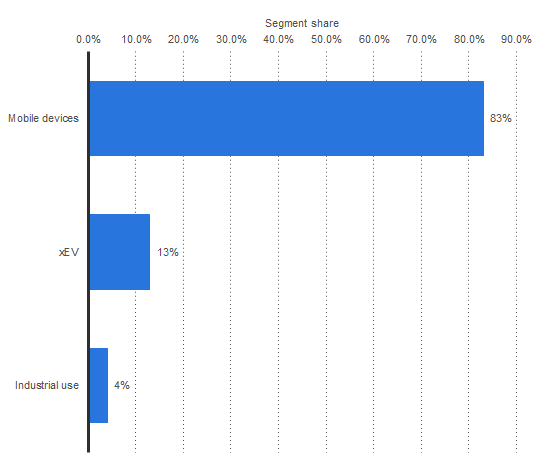 Segment share
0.0% 10.0% 20.0% 30.0% 40.0% 50.0% 60.0% 70.0% 80.0% 90.0%
Mobile devices 83%
xEV 13%
Industrial use 4%